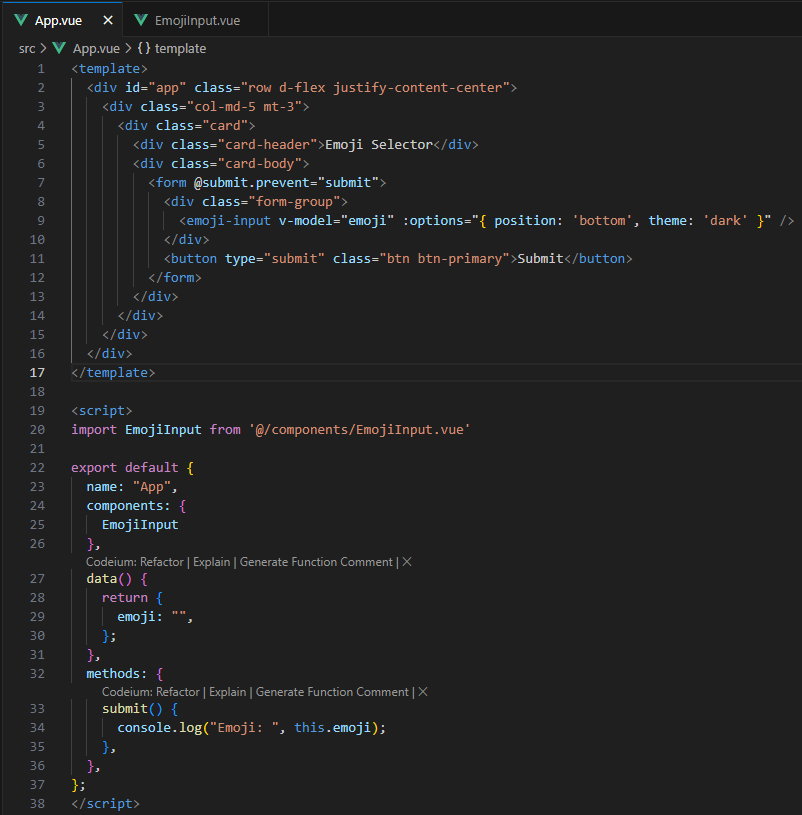 App.vue ✕ EmojiInput.vue
src > App.vue > {} template
1 <template>
2   <div id="app" class="row d-flex justify-content-center">
3     <div class="col-md-5 mt-3">
4       <div class="card">
5         <div class="card-header">Emoji Selector</div>
6         <div class="card-body">
7           <form @submit.prevent="submit">
8             <div class="form-group">
9               <emoji-input v-model="emoji" :options="{ position: 'bottom', theme: 'dark' }" />
10             </div>
11             <button type="submit" class="btn btn-primary">Submit</button>
12           </form>
13         </div>
14       </div>
15     </div>
16   </div>
17 </template>
18
19 <script>
20 import EmojiInput from '@/components/EmojiInput.vue'
21
22 export default {
23   name: "App",
24   components: {
25     EmojiInput
26   },
Codeium: Refactor | Explain | Generate Function Comment | ✕
27   data() {
28     return {
29       emoji: "",
30     };
31   },
32   methods: {
Codeium: Refactor | Explain | Generate Function Comment | ✕
33     submit() {
34       console.log("Emoji: ", this.emoji);
35     },
36   },
37 };
38 </script>